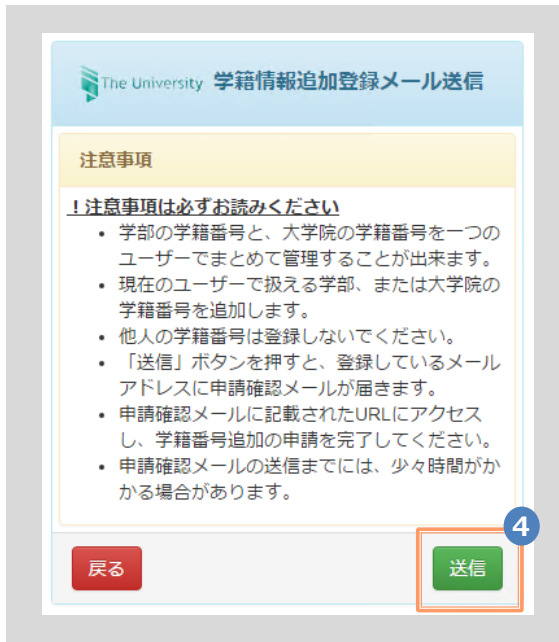 The University 学籍情報追加登録メール送信
注意事項
！注意事項は必ずお読みください
• 学部の学籍番号と、大学院の学籍番号を一つの
ユーザーでまとめて管理することが出来ます。
• 現在のユーザーで扱える学部、または大学院の
学籍番号を追加します。
• 他人の学籍番号は登録しないでください。
• 「送信」ボタンを押すと、登録しているメール
アドレスに申請確認メールが届きます。
• 申請確認メールに記載されたURLにアクセス
し、学籍番号追加の申請を完了してください。
• 申請確認メールの送信までには、少々時間がか
かる場合があります。
4
戻る
送信